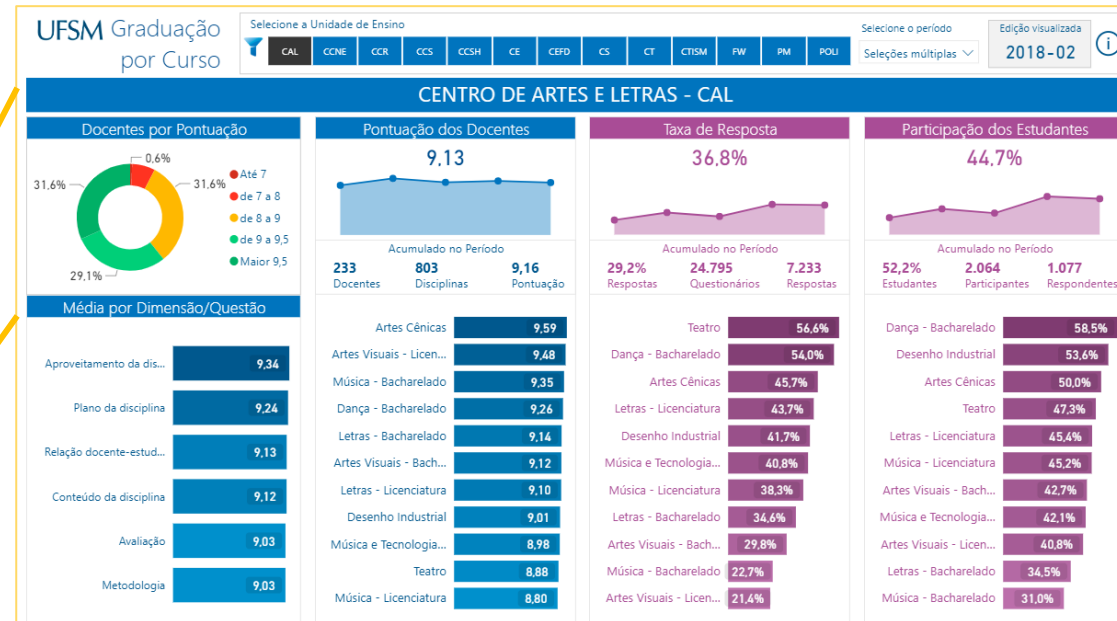 UFSM Graduação
por Curso
Selecione a Unidade de Ensino
CAL CCNE CCR CCS CCSH CE CEFD CS CT CTISM FW PM POLI
Selecione o período
Seleções múltiplas
Edição visualizada
2018-02
i
CENTRO DE ARTES E LETRAS - CAL
Docentes por Pontuação
0,6%
31,6%
31,6%
29,1%
Até 7
de 7 a 8
de 8 a 9
de 9 a 9,5
Maior 9,5
Média por Dimensão/Questão
Aproveitamento da dis... 9,34
Plano da disciplina 9,24
Relação docente-estud... 9,13
Conteúdo da disciplina 9,12
Avaliação 9,03
Metodologia 9,03
Pontuação dos Docentes
9,13
Acumulado no Período
233 803 9,16
Docentes Disciplinas Pontuação
Artes Cênicas 9,59
Artes Visuais - Licen... 9,48
Música - Bacharelado 9,35
Dança - Bacharelado 9,26
Letras - Bacharelado 9,14
Artes Visuais - Bach... 9,12
Letras - Licenciatura 9,10
Desenho Industrial 9,01
Música e Tecnologia... 8,98
Teatro 8,88
Música - Licenciatura 8,80
Taxa de Resposta
36,8%
Acumulado no Período
29,2% 24.795 7.233
Respostas Questionários Respostas
Teatro 56,6%
Dança - Bacharelado 54,0%
Artes Cênicas 45,7%
Letras - Licenciatura 43,7%
Desenho Industrial 41,7%
Música e Tecnologia... 40,8%
Música - Licenciatura 38,3%
Letras - Bacharelado 34,6%
Artes Visuais - Bach... 29,8%
Música - Bacharelado 22,7%
Artes Visuais - Licen... 21,4%
Participação dos Estudantes
44,7%
Acumulado no Período
52,2% 2.064 1.077
Estudantes Participantes Respondentes
Dança - Bacharelado 58,5%
Desenho Industrial 53,6%
Artes Cênicas 50,0%
Teatro 47,3%
Letras - Licenciatura 45,4%
Música - Licenciatura 45,2%
Artes Visuais - Bach... 42,7%
Música e Tecnologia... 42,1%
Artes Visuais - Licen... 40,8%
Letras - Bacharelado 34,5%
Música - Bacharelado 31,0%